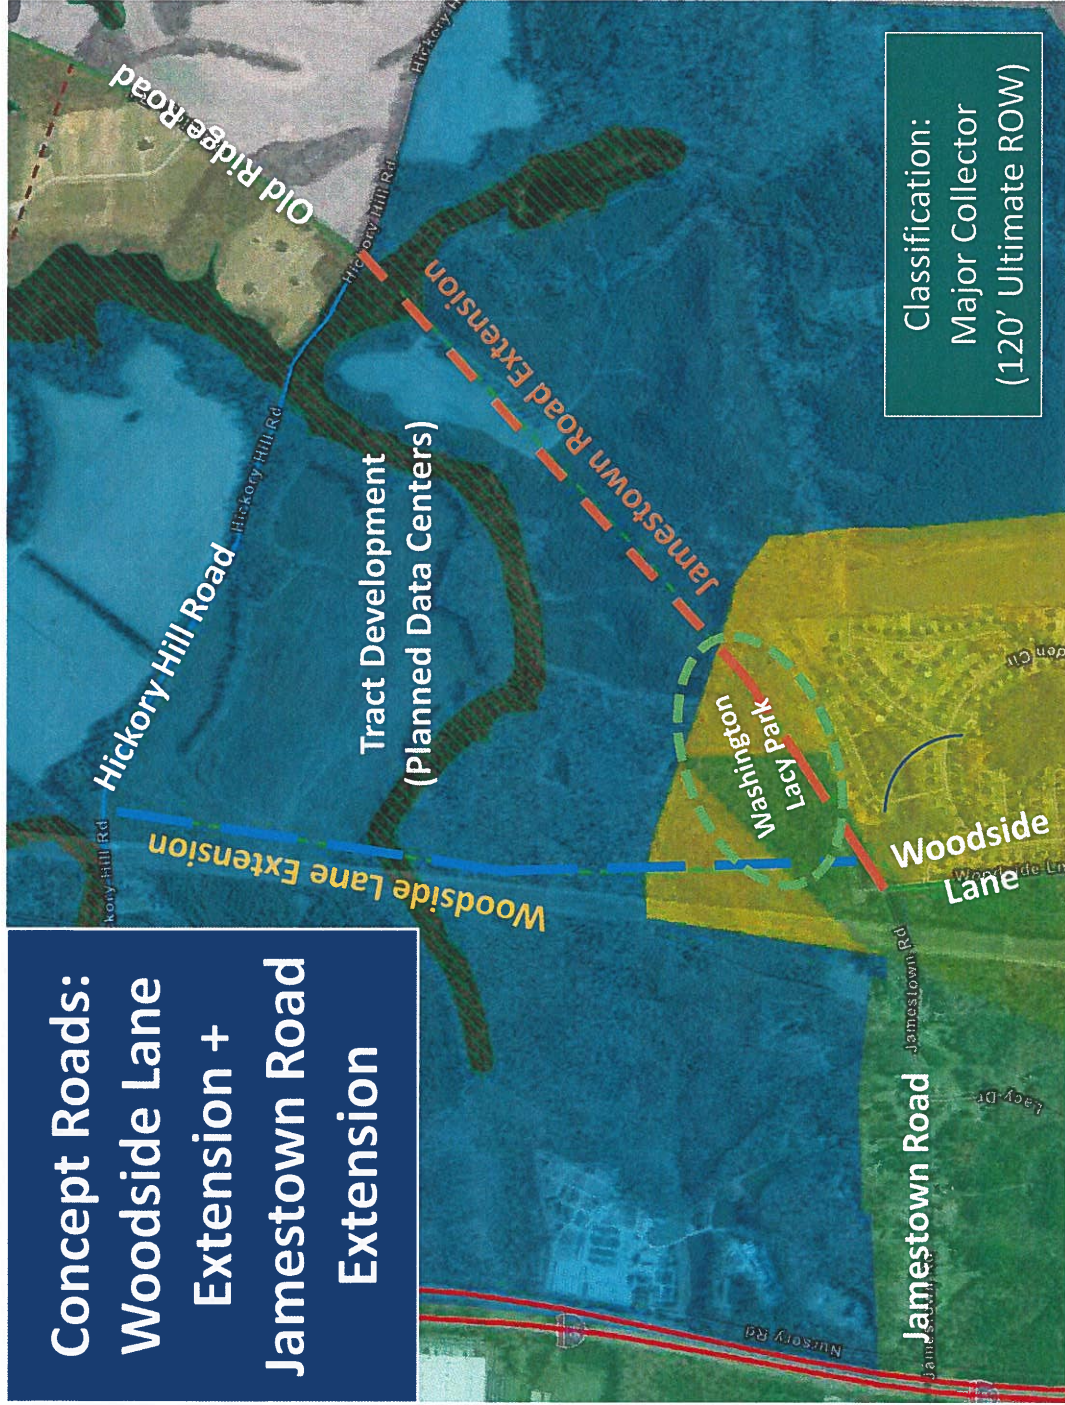 Concept Roads:
Woodside Lane
Extension +
Jamestown Road
Extension
Hickory Hill Road
Hickory Hill Rd
Hickory Hill Rd
Old Ridge Road
Tract Development
(Planned Data Centers)
Woodside Lane Extension
Jamestown Road Extension
Washington
Lacy Park
Woodside
Lane
Jamestown Rd
Jamestown Road
Lacy Dr
Nursery Rd
Classification:
Major Collector
(120' Ultimate ROW)